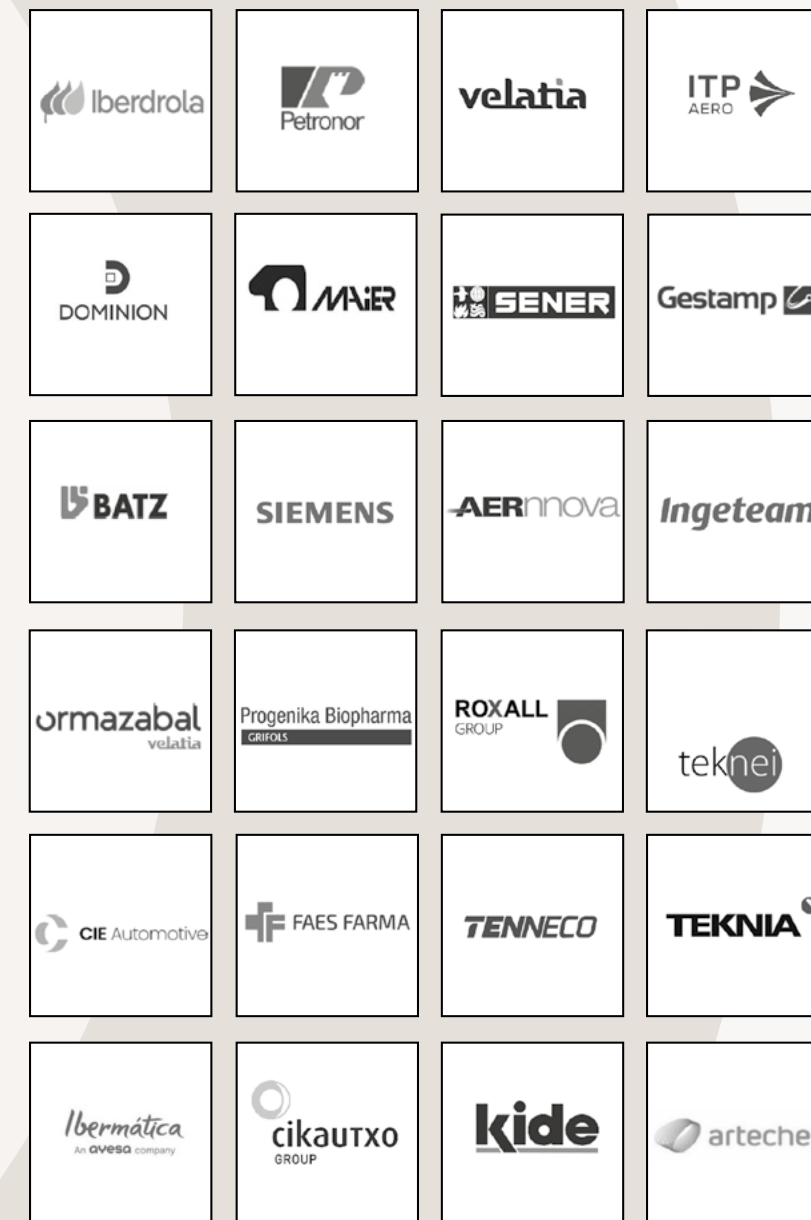 Iberdrola
Petronor
velatia
ITP
AERO
DOMINION
MAiER
SENER
Gestamp
BATZ
SIEMENS
AERnnova
Ingeteam
ormazabal
velatia
Progenika Biopharma
GRIFOLS
ROXALL
GROUP
teknei
CIE Automotive
FAES FARMA
TENNECO
TEKNIA
Ibermática
An ayesa company
cikautxo
GROUP
kide
arteche